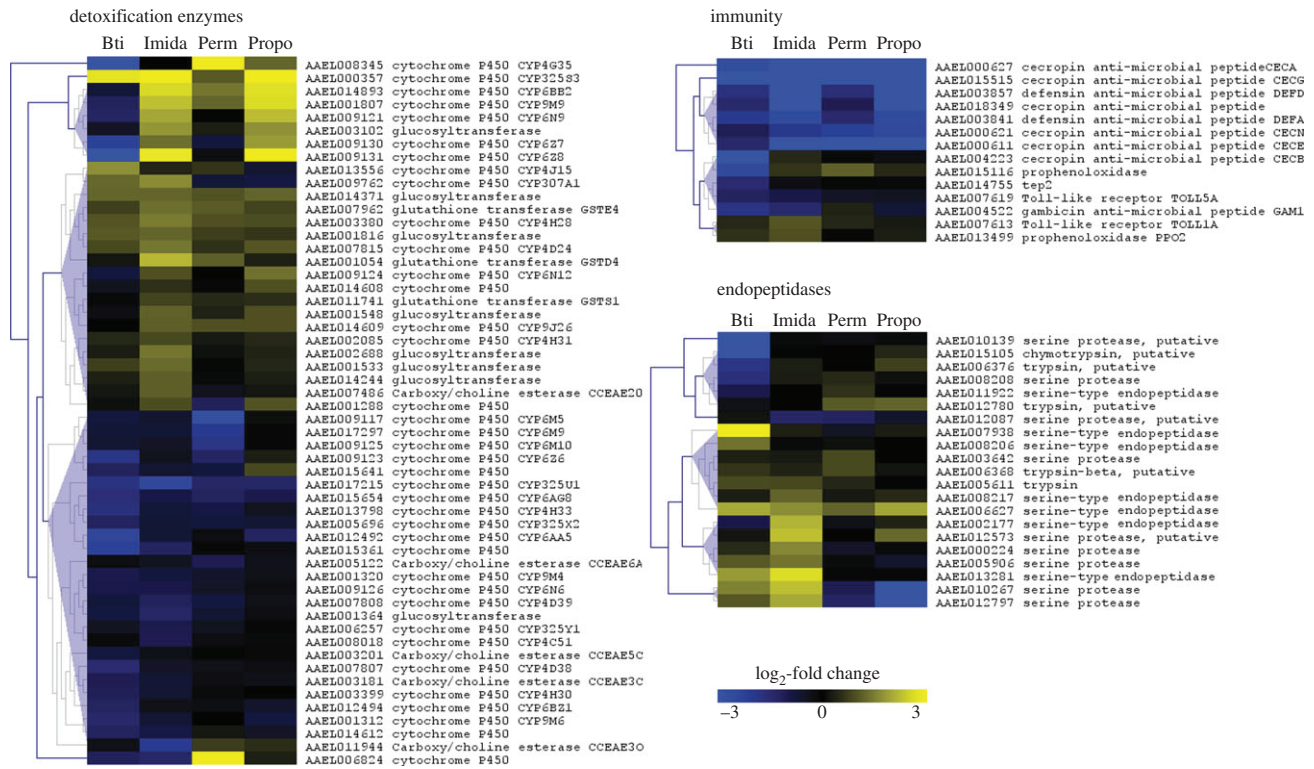 detoxification enzymes
Bti Imida Perm Propo
AAEL008345 cytochrome P450 CYP4G35
AAEL000357 cytochrome P450 CYP325S3
AAEL014893 cytochrome P450 CYP6BB2
AAEL001807 cytochrome P450 CYP9M9
AAEL009121 cytochrome P450 CYP6N9
AAEL003102 glucosyltransferase
AAEL009130 cytochrome P450 CYP6Z7
AAEL009131 cytochrome P450 CYP6Z8
AAEL013556 cytochrome P450 CYP4J15
AAEL009762 cytochrome P450 CYP307A1
AAEL014371 glucosyltransferase
AAEL007962 glutathione transferase GSTE4
AAEL003380 cytochrome P450 CYP4H28
AAEL001816 glucosyltransferase
AAEL007815 cytochrome P450 CYP4D24
AAEL001054 glutathione transferase GSTD4
AAEL009124 cytochrome P450 CYP6N12
AAEL014608 cytochrome P450
AAEL011741 glutathione transferase GSTS1
AAEL001548 glucosyltransferase
AAEL014609 cytochrome P450 CYP9J26
AAEL002085 cytochrome P450 CYP4H31
AAEL002688 glucosyltransferase
AAEL001533 glucosyltransferase
AAEL014244 glucosyltransferase
AAEL007486 Carboxy/choline esterase CCEAE2O
AAEL001288 cytochrome P450
AAEL009117 cytochrome P450 CYP6M5
AAEL017297 cytochrome P450 CYP6M9
AAEL009125 cytochrome P450 CYP6M10
AAEL009123 cytochrome P450 CYP6Z6
AAEL015641 cytochrome P450
AAEL017215 cytochrome P450 CYP325U1
AAEL015654 cytochrome P450 CYP6AG8
AAEL013798 cytochrome P450 CYP4H33
AAEL005696 cytochrome P450 CYP325X2
AAEL012492 cytochrome P450 CYP6AA5
AAEL015361 cytochrome P450
AAEL005122 Carboxy/choline esterase CCEAE6A
AAEL001320 cytochrome P450 CYP9M4
AAEL009126 cytochrome P450 CYP6N6
AAEL007808 cytochrome P450 CYP4D39
AAEL001364 glucosyltransferase
AAEL006257 cytochrome P450 CYP325Y1
AAEL008018 cytochrome P450 CYP4C51
AAEL003201 Carboxy/choline esterase CCEAE5C
AAEL007807 cytochrome P450 CYP4D38
AAEL003181 Carboxy/choline esterase CCEAE3C
AAEL003399 cytochrome P450 CYP4H30
AAEL012494 cytochrome P450 CYP6BZ1
AAEL001312 cytochrome P450 CYP9M6
AAEL014612 cytochrome P450
AAEL011944 Carboxy/choline esterase CCEAE3O
AAEL006824 cytochrome P450
immunity
Bti Imida Perm Propo
AAEL000627 cecropin anti-microbial peptideCECA
AAEL015515 cecropin anti-microbial peptide CECG
AAEL003857 defensin anti-microbial peptide DEFD
AAEL018349 cecropin anti-microbial peptide
AAEL003841 defensin anti-microbial peptide DEFA
AAEL000621 cecropin anti-microbial peptide CECN
AAEL000611 cecropin anti-microbial peptide CECE
AAEL004223 cecropin anti-microbial peptide CECB
AAEL015116 prophenoloxidase
AAEL014755 tep2
AAEL007619 Toll-like receptor TOLL5A
AAEL004522 gambicin anti-microbial peptide GAM1
AAEL007613 Toll-like receptor TOLL1A
AAEL013499 prophenoloxidase PPO2
endopeptidases
Bti Imida Perm Propo
AAEL010139 serine protease, putative
AAEL015105 chymotrypsin, putative
AAEL006376 trypsin, putative
AAEL008208 serine protease
AAEL011922 serine-type endopeptidase
AAEL012780 trypsin, putative
AAEL012087 serine protease, putative
AAEL007938 serine-type endopeptidase
AAEL008206 serine-type endopeptidase
AAEL003642 serine protease
AAEL006368 trypsin-beta, putative
AAEL005611 trypsin
AAEL008217 serine-type endopeptidase
AAEL006627 serine-type endopeptidase
AAEL002177 serine-type endopeptidase
AAEL012573 serine protease, putative
AAEL000224 serine protease
AAEL005906 serine protease
AAEL013281 serine-type endopeptidase
AAEL010267 serine protease
AAEL012797 serine protease
log₂-fold change
−3 0 3